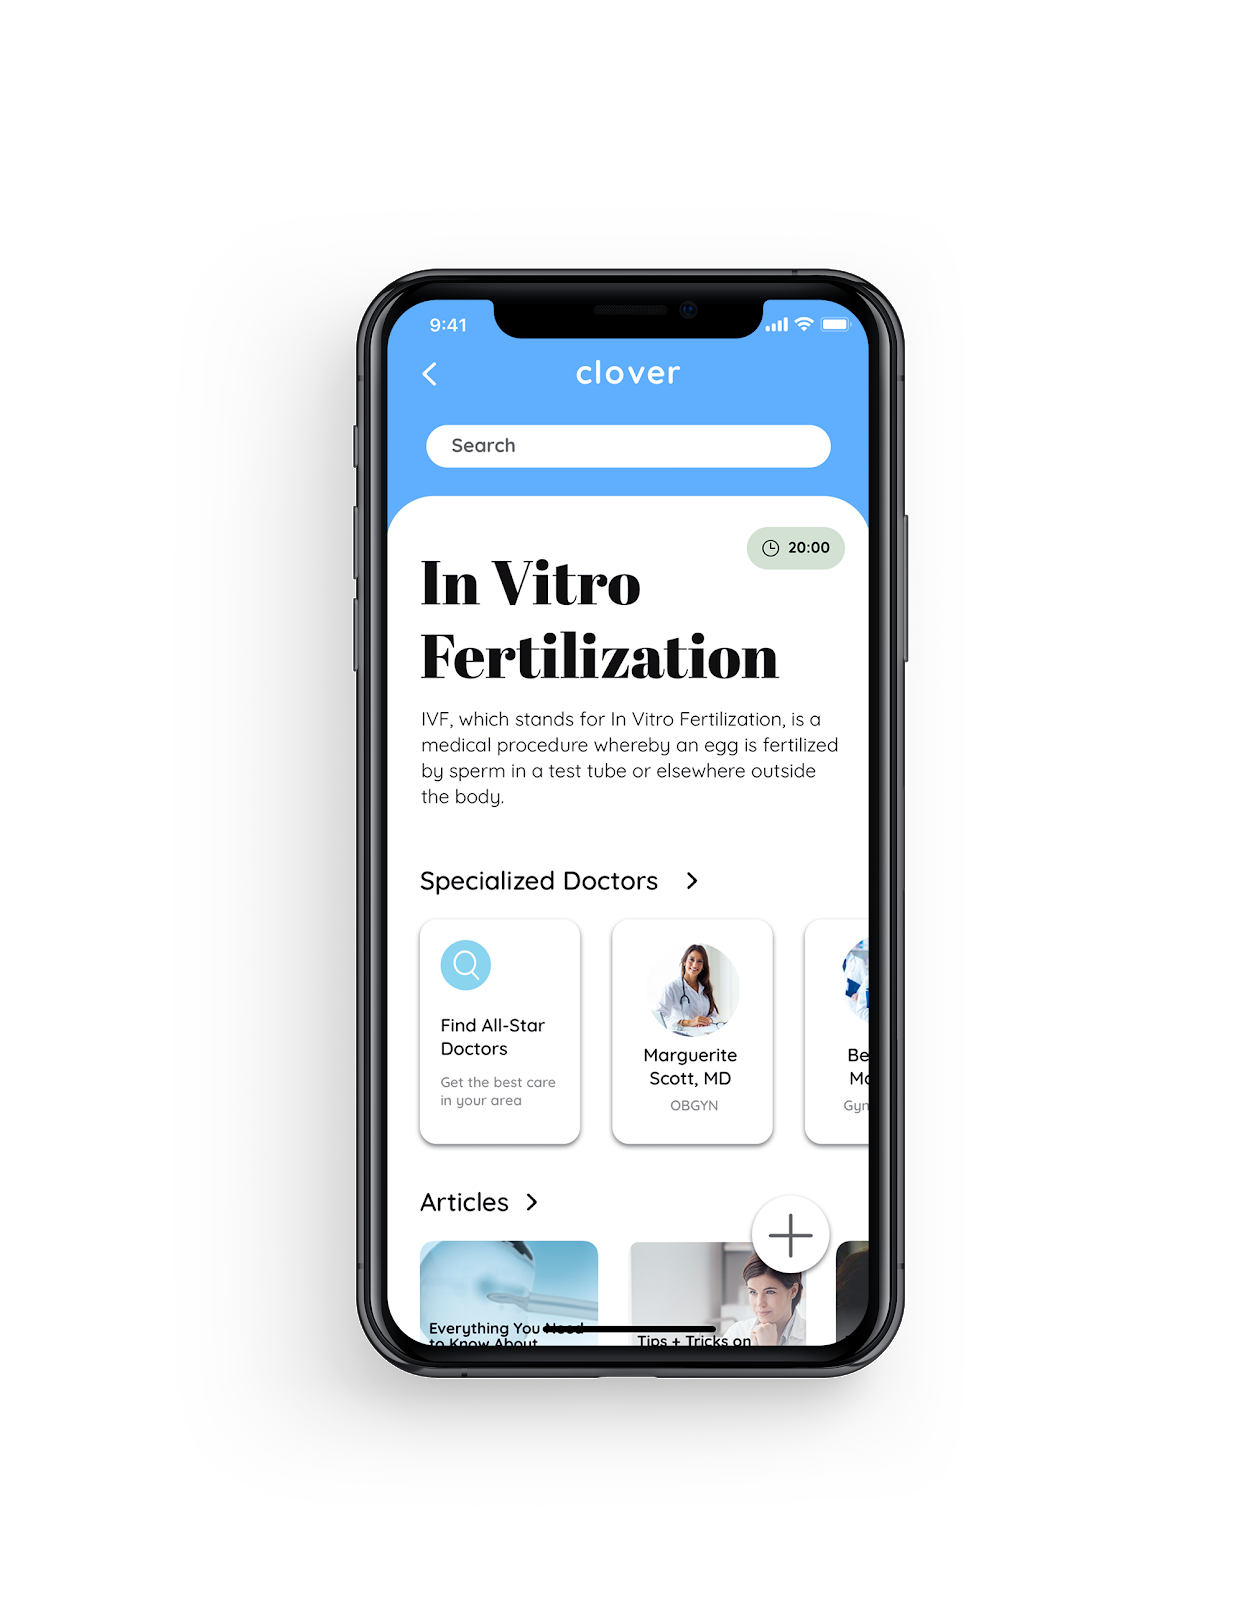 9:41
clover
Search
20:00
In Vitro
Fertilization
IVF, which stands for In Vitro Fertilization, is a
medical procedure whereby an egg is fertilized
by sperm in a test tube or elsewhere outside
the body.
Specialized Doctors
Find All-Star
Doctors
Get the best care
in your area
Marguerite
Scott, MD
OBGYN
Be
Mo
Gyn
Articles
Everything You Need
to Know About
Tips + Tricks on